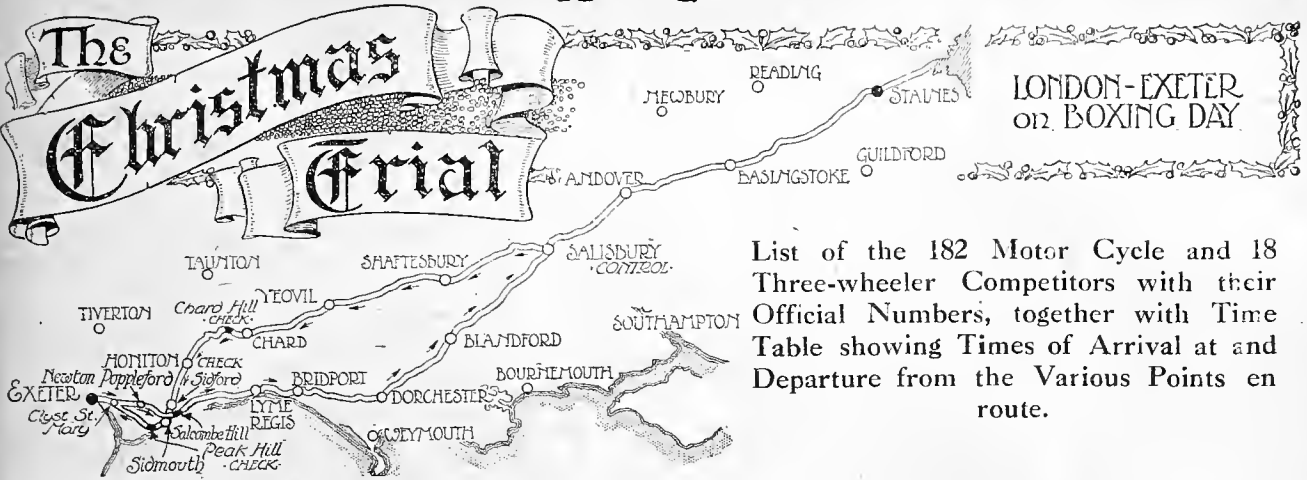 The
Christmas
Trial
LONDON-EXETER
on BOXING DAY
READING
NEWBURY
STAINES
GUILDFORD
BASINGSTOKE
ANDOVER
SALISBURY
·CONTROL·
SHAFTESBURY
TAUNTON
YEOVIL
TIVERTON
Chard Hill
·CHECK·
CHARD
SOUTHAMPTON
BLANDFORD
HONITON
CHECK
Newton Poppleford
Sidford
EXETER
BRIDPORT
BOURNEMOUTH
DORCHESTER
LYME
REGIS
Clyst St.
Mary
Salcombe Hill
WEYMOUTH
Peak Hill
·CHECK·
Sidmouth
List of the 182 Motor Cycle and 18
Three-wheeler Competitors with their
Official Numbers, together with Time
Table showing Times of Arrival at and
Departure from the Various Points en
route.